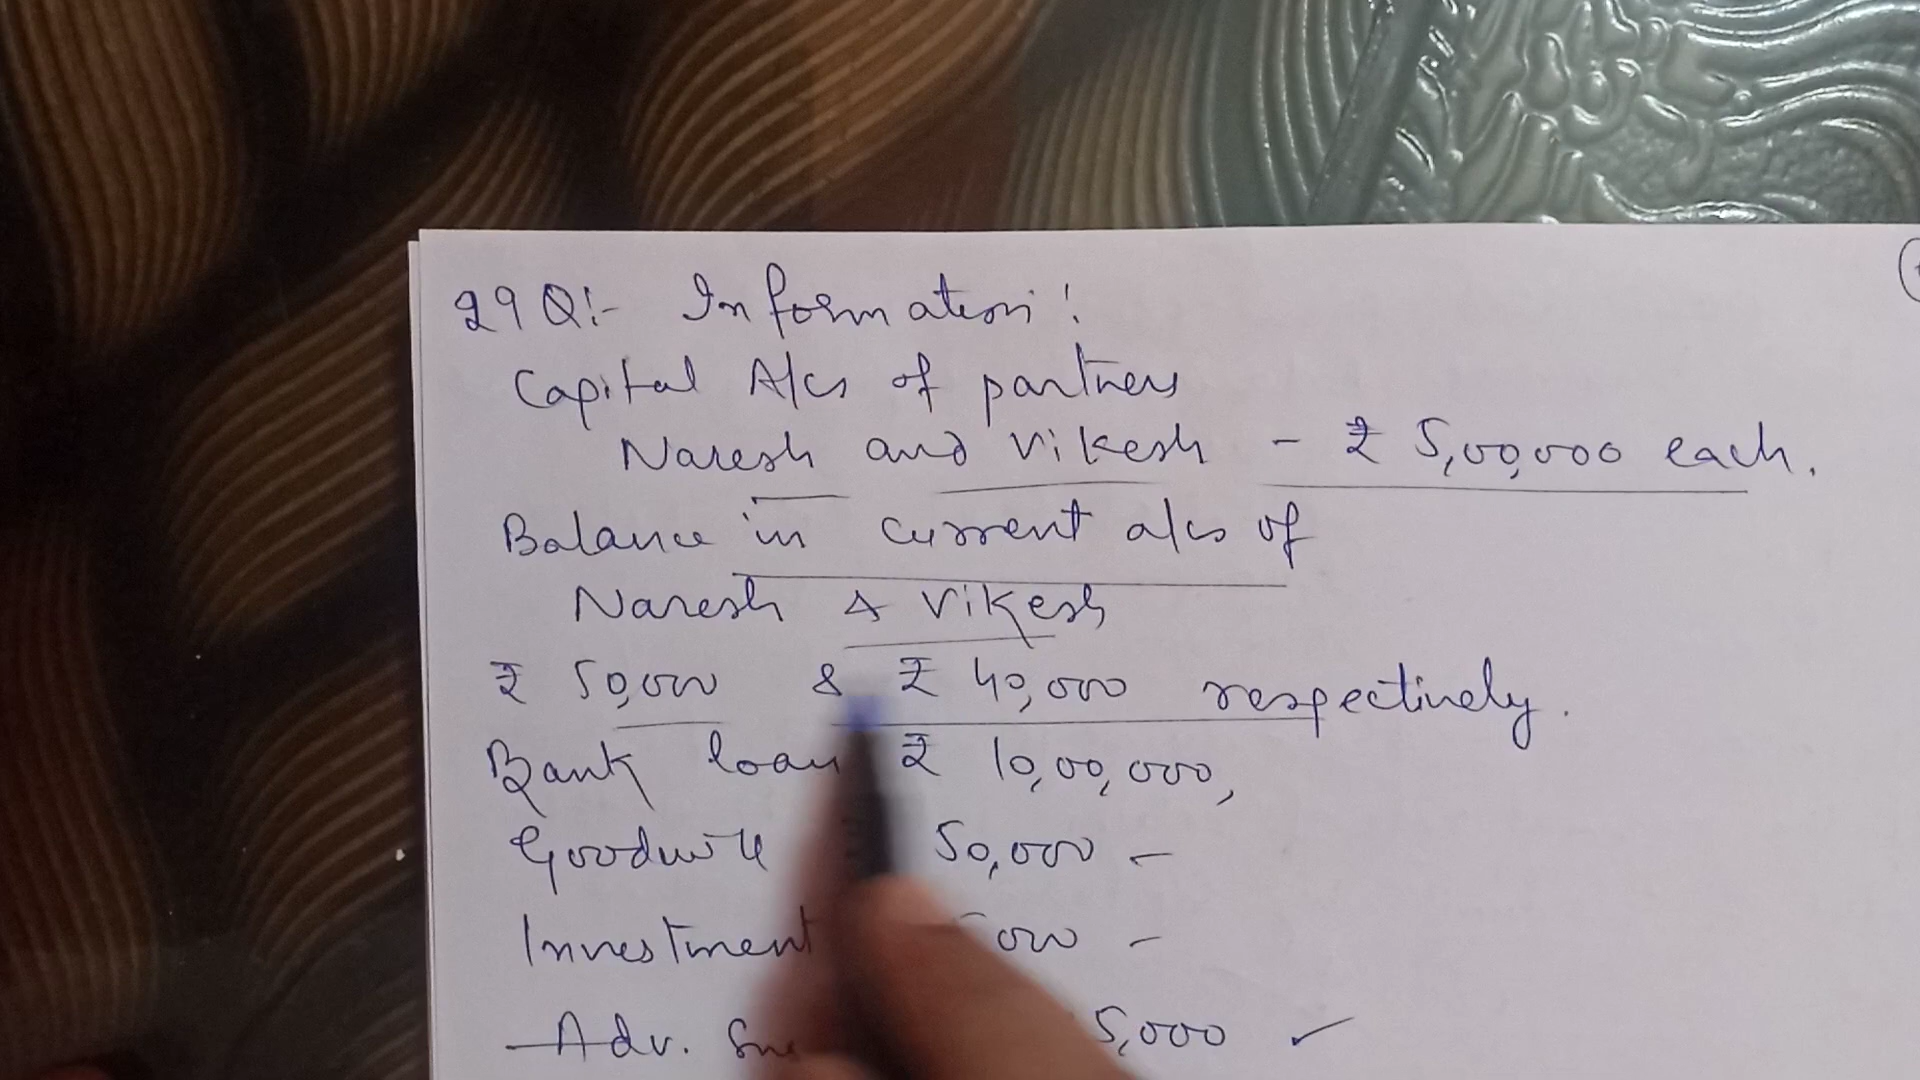 29 Q:- Information:
Capital A/cs of partners
Naresh and Vikesh - ₹ 5,00,000 each.
Balance in current a/cs of
Naresh & Vikesh
₹ 50,000 & ₹ 40,000 respectively.
Bank loan ₹ 10,00,000,
Goodwill 50,000 -
Investment
Adv. 5,000 ✓